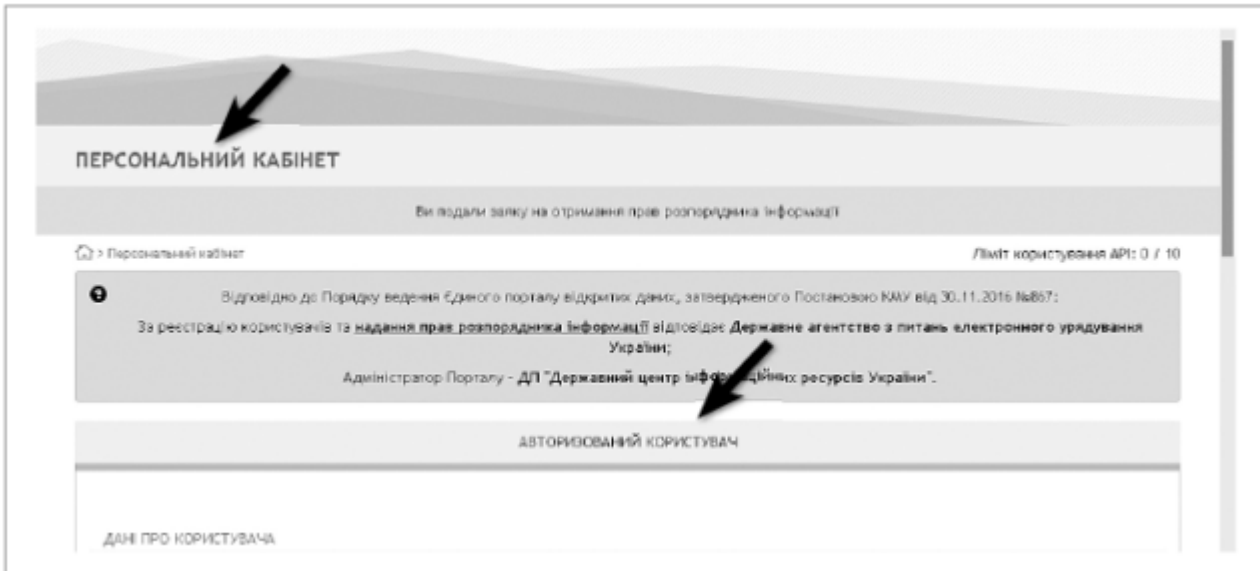 ПЕРСОНАЛЬНИЙ КАБІНЕТ
Ви подали заяку на отримання прав розпорядника інформації
> Персональний кабінет
Ліміт користування АРІ: 0 / 10
Відповідно до Порядку ведення Єдиного порталу відкритих даних, затвердженого Постановою КМУ від 30.11.2016 №867:
За реєстрацію користувачів та надання прав розпорядника інформації відповідає Державне агентство з питань електронного урядування
України;
Адміністратор Порталу - ДП "Державний центр інформаційних ресурсів України".
АВТОРИЗОВАНИЙ КОРИСТУВАЧ
ДАНІ ПРО КОРИСТУВАЧА